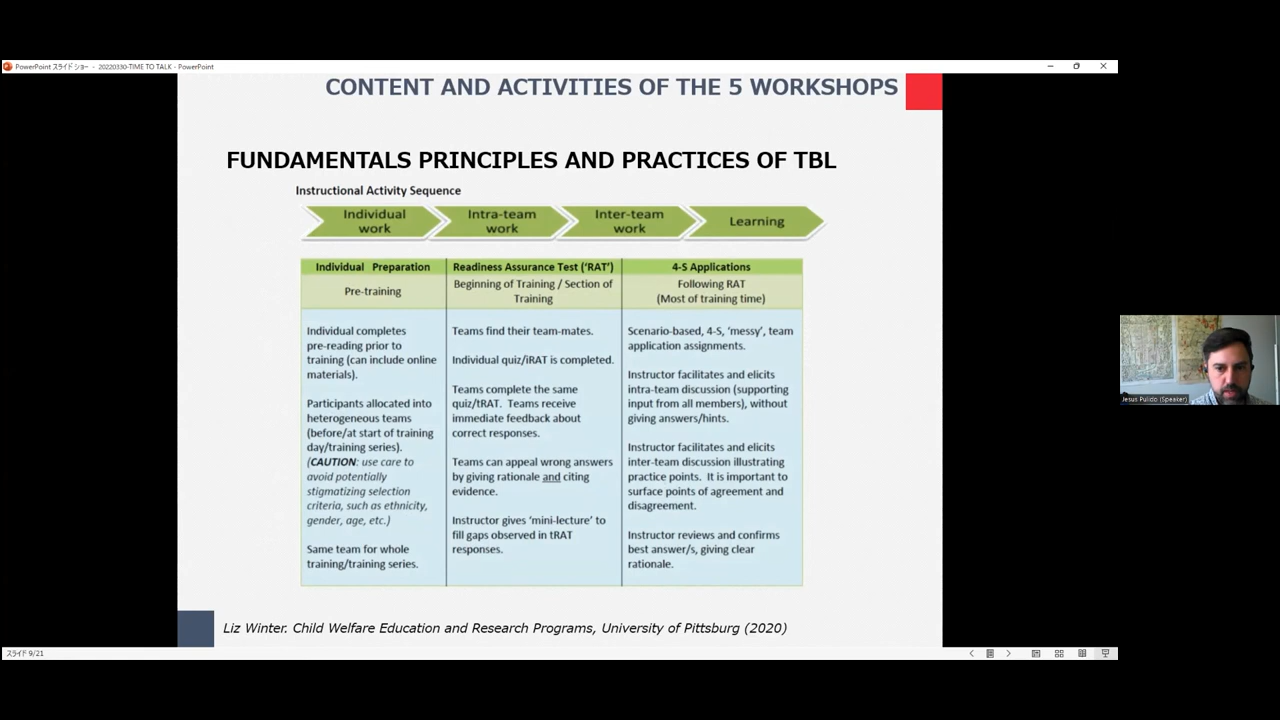 PowerPoint スライド ショー - 20220330-TIME TO TALK - PowerPoint
CONTENT AND ACTIVITIES OF THE 5 WORKSHOPS
FUNDAMENTALS PRINCIPLES AND PRACTICES OF TBL
Instructional Activity Sequence
Individual
work
Intra-team
work
Inter-team
work
Learning
Individual Preparation
Pre-training
Individual completes
pre-reading prior to
training (can include online
materials).
Participants allocated into
heterogeneous teams
(before/at start of training
day/training series).
(CAUTION: use care to
avoid potentially
stigmatizing selection
criteria, such as ethnicity,
gender, age, etc.)
Same team for whole
training/training series.
Readiness Assurance Test (‘RAT’)
Beginning of Training / Section of
Training
Teams find their team-mates.
Individual quiz/iRAT is completed.
Teams complete the same
quiz/tRAT. Teams receive
immediate feedback about
correct responses.
Teams can appeal wrong answers
by giving rationale and citing
evidence.
Instructor gives ‘mini-lecture’ to
fill gaps observed in tRAT
responses.
4-S Applications
Following RAT
(Most of training time)
Scenario-based, 4-S, ‘messy’, team
application assignments.
Instructor facilitates and elicits
intra-team discussion (supporting
input from all members), without
giving answers/hints.
Instructor facilitates and elicits
inter-team discussion illustrating
practice points. It is important to
surface points of agreement and
disagreement.
Instructor reviews and confirms
best answer/s, giving clear
rationale.
Liz Winter. Child Welfare Education and Research Programs, University of Pittsburg (2020)
スライド 9/21
Jesus Pulido (Speaker)